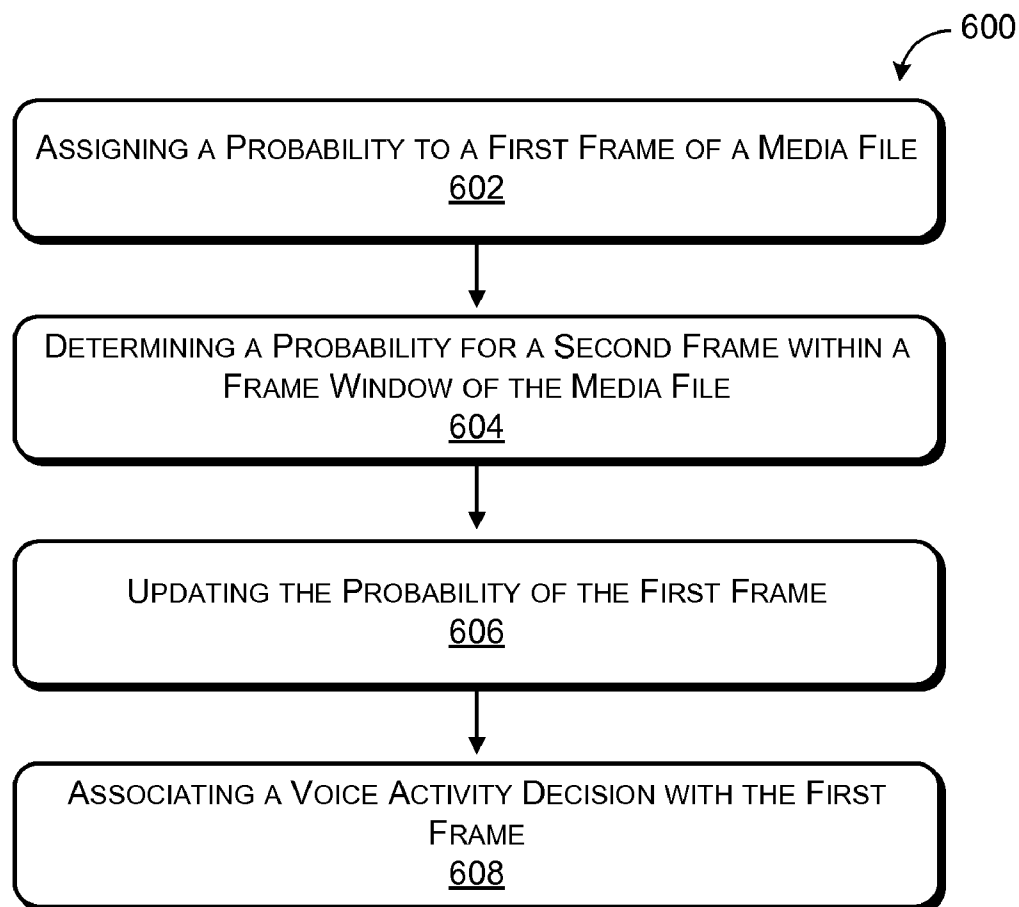 600
ASSIGNING A PROBABILITY TO A FIRST FRAME OF A MEDIA FILE
602
DETERMINING A PROBABILITY FOR A SECOND FRAME WITHIN A
FRAME WINDOW OF THE MEDIA FILE
604
UPDATING THE PROBABILITY OF THE FIRST FRAME
606
ASSOCIATING A VOICE ACTIVITY DECISION WITH THE FIRST
FRAME
608